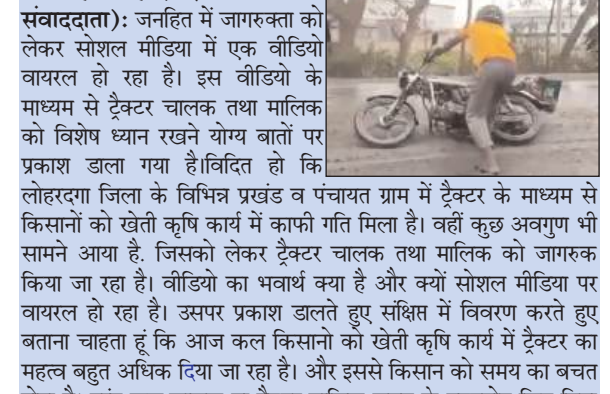 संवाददाता): जनहित में जागरुक्ता को
लेकर सोशल मीडिया में एक वीडियो
वायरल हो रहा है। इस वीडियो के
माध्यम से ट्रैक्टर चालक तथा मालिक
को विशेष ध्यान रखने योग्य बातों पर
प्रकाश डाला गया है।विदित हो कि
लोहरदगा जिला के विभिन्न प्रखंड व पंचायत ग्राम में ट्रैक्टर के माध्यम से
किसानों को खेती कृषि कार्य में काफी गति मिला है। वहीं कुछ अवगुण भी
सामने आया है. जिसको लेकर ट्रैक्टर चालक तथा मालिक को जागरुक
किया जा रहा है। वीडियो का भवार्थ क्या है और क्यों सोशल मीडिया पर
वायरल हो रहा है। उसपर प्रकाश डालते हुए संक्षिप्त में विवरण करते हुए
बताना चाहता हूं कि आज कल किसानो को खेती कृषि कार्य में ट्रैक्टर का
महत्व बहुत अधिक दिया जा रहा है। और इससे किसान को समय का बचत